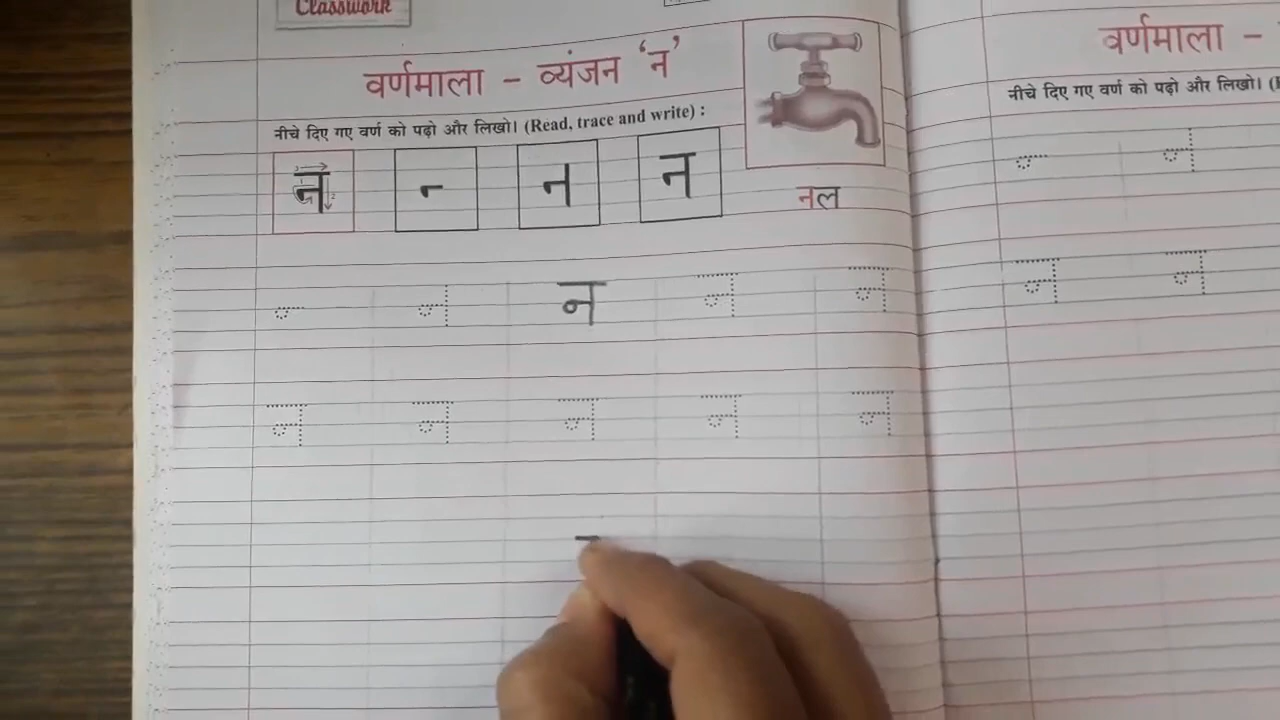 Classwork
वर्णमाला – व्यंजन ‘न’
नीचे दिए गए वर्ण को पढ़ो और लिखो। (Read, trace and write) :
न न न
नल
न न न न
न न न न न
वर्णमाला –
नीचे दिए गए वर्ण को पढ़ो और लिखो।
न
न न